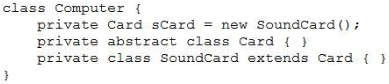 class Computer {
    private Card sCard = new SoundCard();
    private abstract class Card { }
    private class SoundCard extends Card { }
}